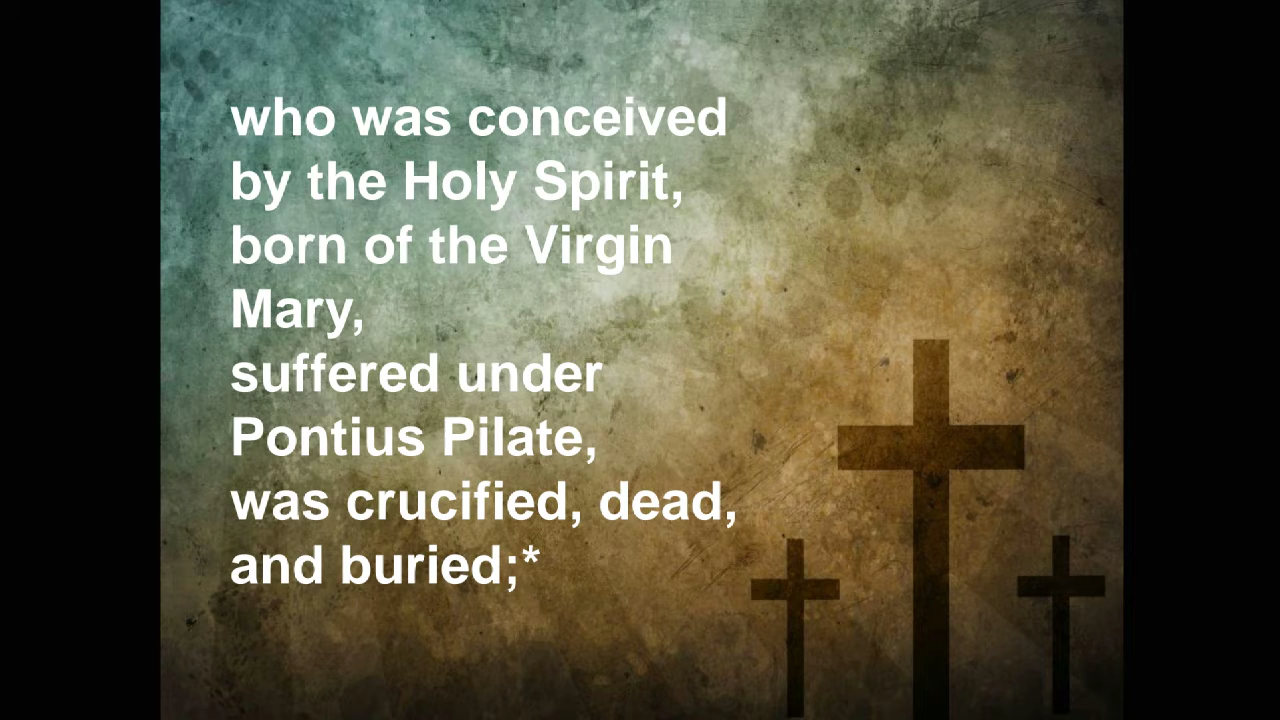 who was conceived
by the Holy Spirit,
born of the Virgin
Mary,
suffered under
Pontius Pilate,
was crucified, dead,
and buried;*